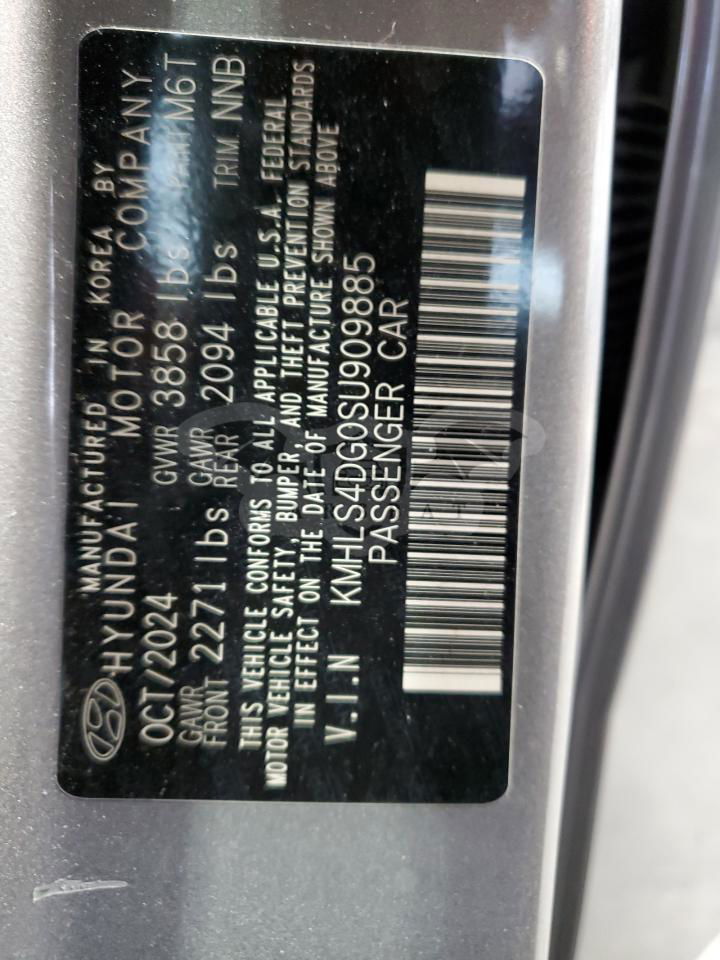 MANUFACTURED IN KOREA BY
HYUNDAI MOTOR COMPANY
OCT/2024 GVWR 3858 lbs PAINT M6T
GAWR FRONT 2271 lbs GAWR REAR 2094 lbs TRIM NNB
THIS VEHICLE CONFORMS TO ALL APPLICABLE U.S.A. FEDERAL
MOTOR VEHICLE SAFETY, BUMPER, AND THEFT PREVENTION STANDARDS
IN EFFECT ON THE DATE OF MANUFACTURE SHOWN ABOVE
V.I.N KMHLS4DG0SU909885
PASSENGER CAR